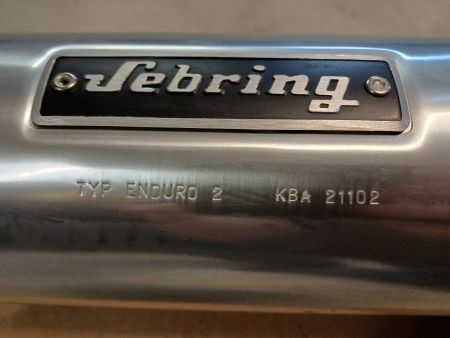 Sebring
TYP ENDURO 2 KBA 21102